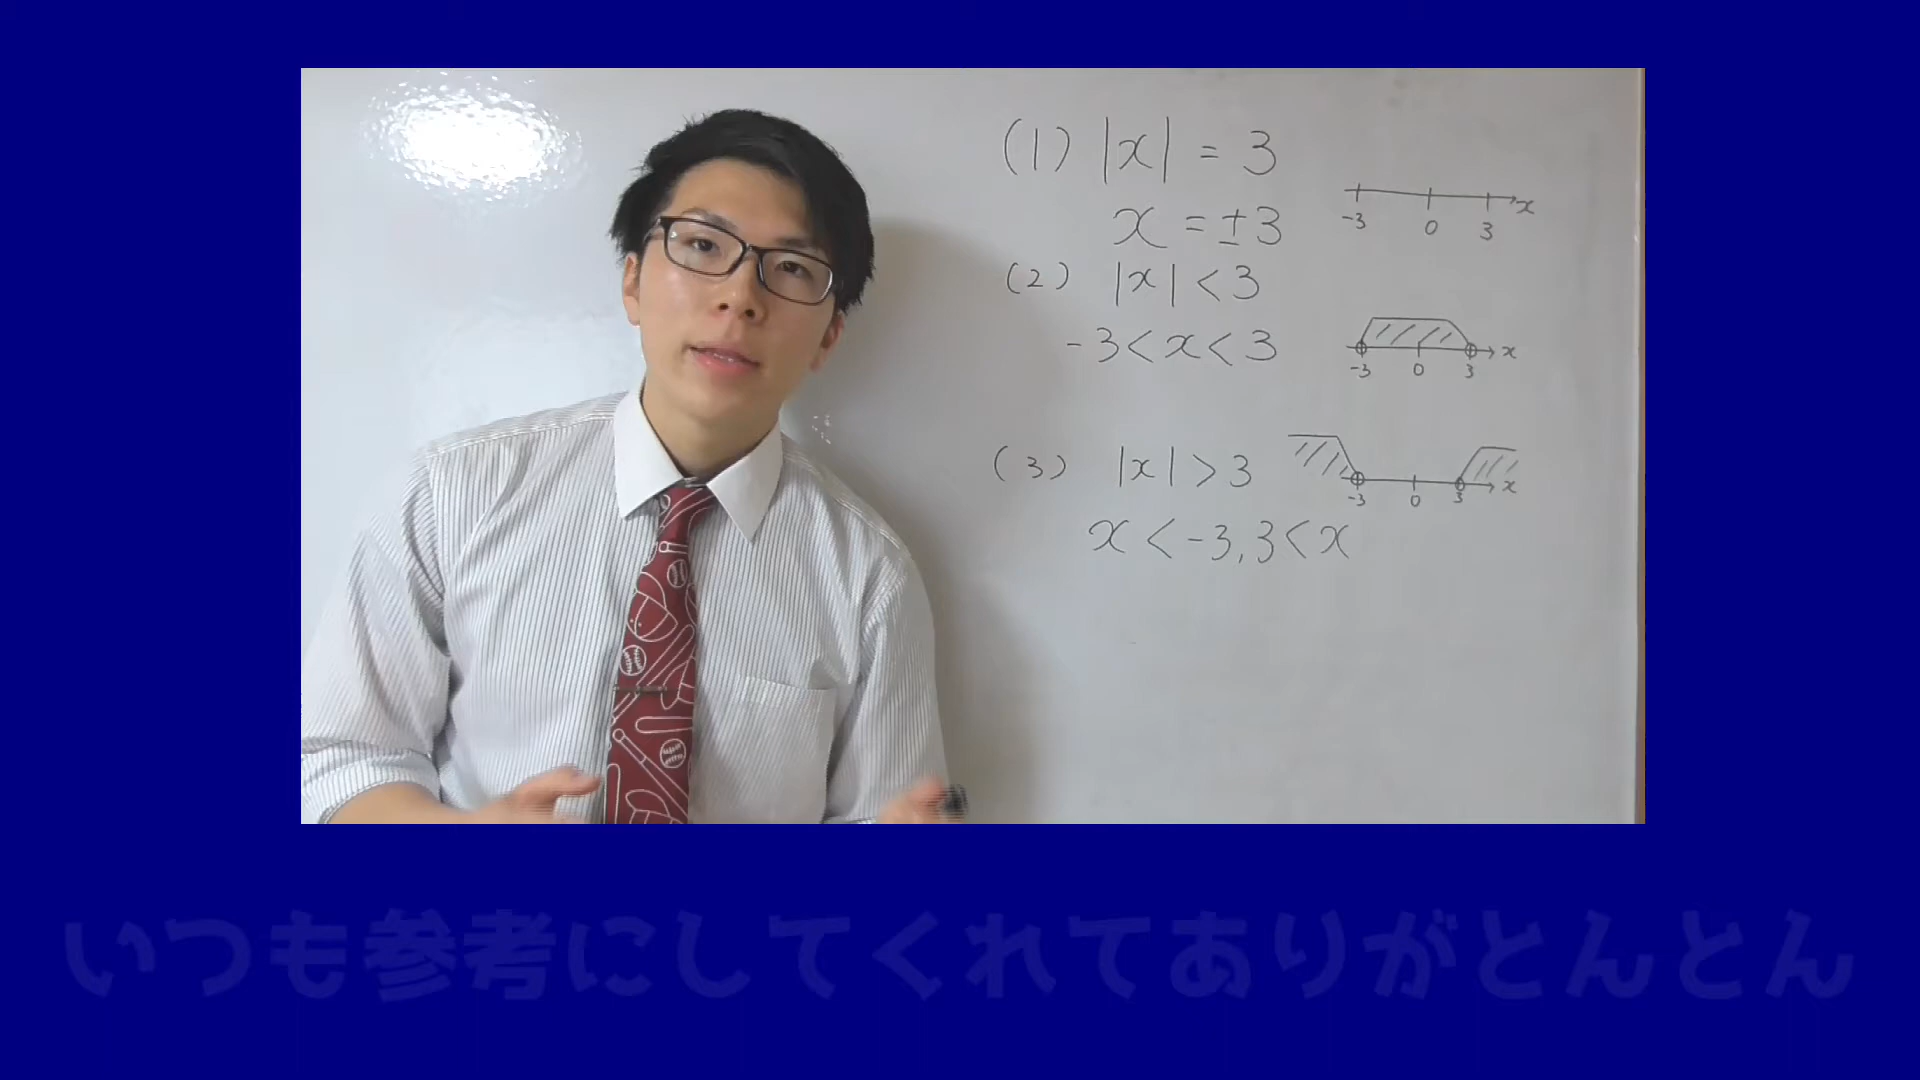 (1) |x| = 3
-3 0 3 x
x = ±3
(2) |x| < 3
-3 < x < 3
-3 0 3 x
(3) |x| > 3
-3 0 3 x
x < -3, 3 < x
いつも参考にしてくれてありがとんとん